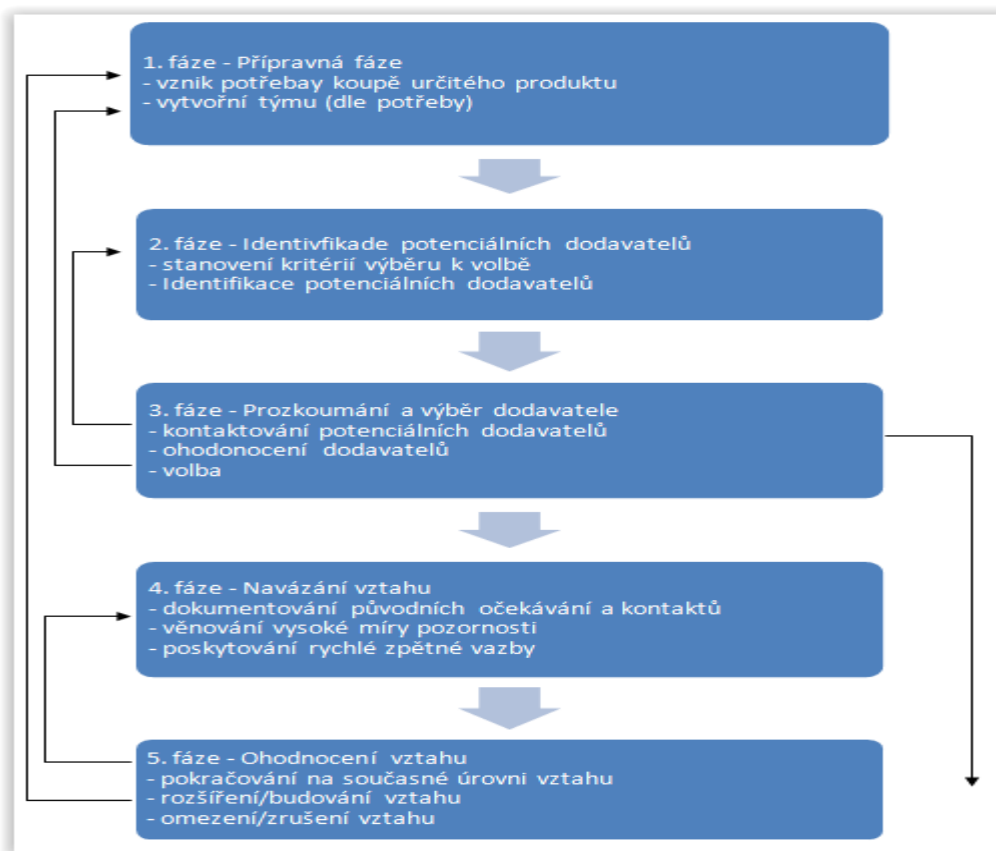 1. fáze - Přípravná fáze
- vznik potřebay koupě určitého produktu
- vytvořní týmu (dle potřeby)
2. fáze - Identivfikade potenciálních dodavatelů
- stanovení kritérií výběru k volbě
- Identifikace potenciálních dodavatelů
3. fáze - Prozkoumání a výběr dodavatele
- kontaktování potenciálních dodavatelů
- ohodonocení dodavatelů
- volba
4. fáze - Navázání vztahu
- dokumentování původních očekávání a kontaktů
- věnování vysoké míry pozornosti
- poskytování rychlé zpětné vazby
5. fáze - Ohodnocení vztahu
- pokračování na současné úrovni vztahu
- rozšíření/budování vztahu
- omezení/zrušení vztahu